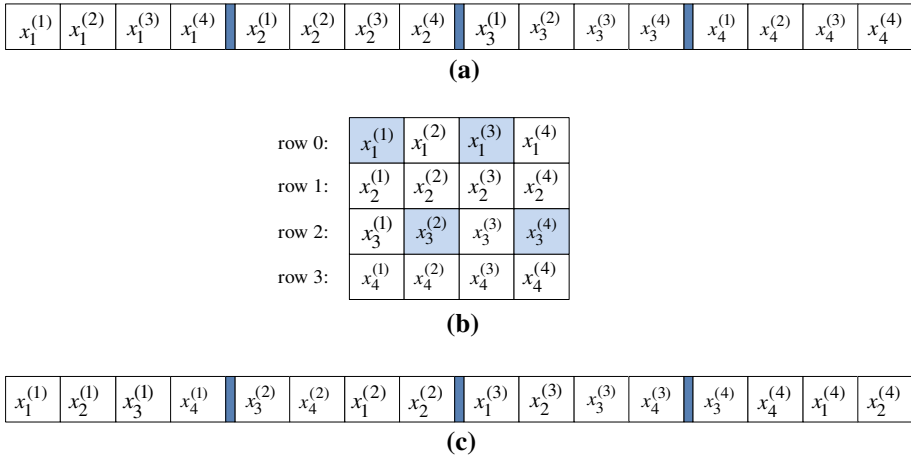 x_1^{(1)} x_1^{(2)} x_1^{(3)} x_1^{(4)} x_2^{(1)} x_2^{(2)} x_2^{(3)} x_2^{(4)} x_3^{(1)} x_3^{(2)} x_3^{(3)} x_3^{(4)} x_4^{(1)} x_4^{(2)} x_4^{(3)} x_4^{(4)}
(a)
row 0: x_1^{(1)} x_1^{(2)} x_1^{(3)} x_1^{(4)}
row 1: x_2^{(1)} x_2^{(2)} x_2^{(3)} x_2^{(4)}
row 2: x_3^{(1)} x_3^{(2)} x_3^{(3)} x_3^{(4)}
row 3: x_4^{(1)} x_4^{(2)} x_4^{(3)} x_4^{(4)}
(b)
x_1^{(1)} x_2^{(1)} x_3^{(1)} x_4^{(1)} x_3^{(2)} x_4^{(2)} x_1^{(2)} x_2^{(2)} x_1^{(3)} x_2^{(3)} x_3^{(3)} x_4^{(3)} x_3^{(4)} x_4^{(4)} x_1^{(4)} x_2^{(4)}
(c)